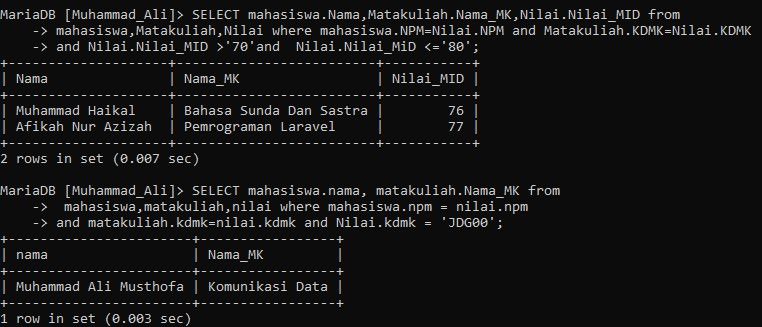 MariaDB [Muhammad_Ali]> SELECT mahasiswa.Nama,Matakuliah.Nama_MK,Nilai.Nilai_MID from
    -> mahasiswa,Matakuliah,Nilai where mahasiswa.NPM=Nilai.NPM and Matakuliah.KDMK=Nilai.KDMK
    -> and Nilai.Nilai_MID >'70'and  Nilai.Nilai_MiD <='80';
+--------------------+-------------------------+-----------+
| Nama               | Nama_MK                 | Nilai_MID |
+--------------------+-------------------------+-----------+
| Muhammad Haikal    | Bahasa Sunda Dan Sastra |        76 |
| Afikah Nur Azizah  | Pemrograman Laravel     |        77 |
+--------------------+-------------------------+-----------+
2 rows in set (0.007 sec)
MariaDB [Muhammad_Ali]> SELECT mahasiswa.nama, matakuliah.Nama_MK from
    ->  mahasiswa,matakuliah,nilai where mahasiswa.npm = nilai.npm
    -> and matakuliah.kdmk=nilai.kdmk and Nilai.kdmk = 'JDG00';
+-----------------------+-----------------+
| nama                  | Nama_MK         |
+-----------------------+-----------------+
| Muhammad Ali Musthofa | Komunikasi Data |
+-----------------------+-----------------+
1 row in set (0.003 sec)